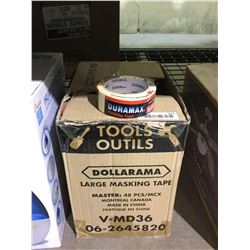 DURAMAX
TOOLS
OUTILS
DOLLARAMA
LARGE MASKING TAPE
MASTER: 48 PCS/MCX
MONTREAL CANADA
MADE IN CHINA
FABRIQUE EN CHINE
V-MD36
06-2645820